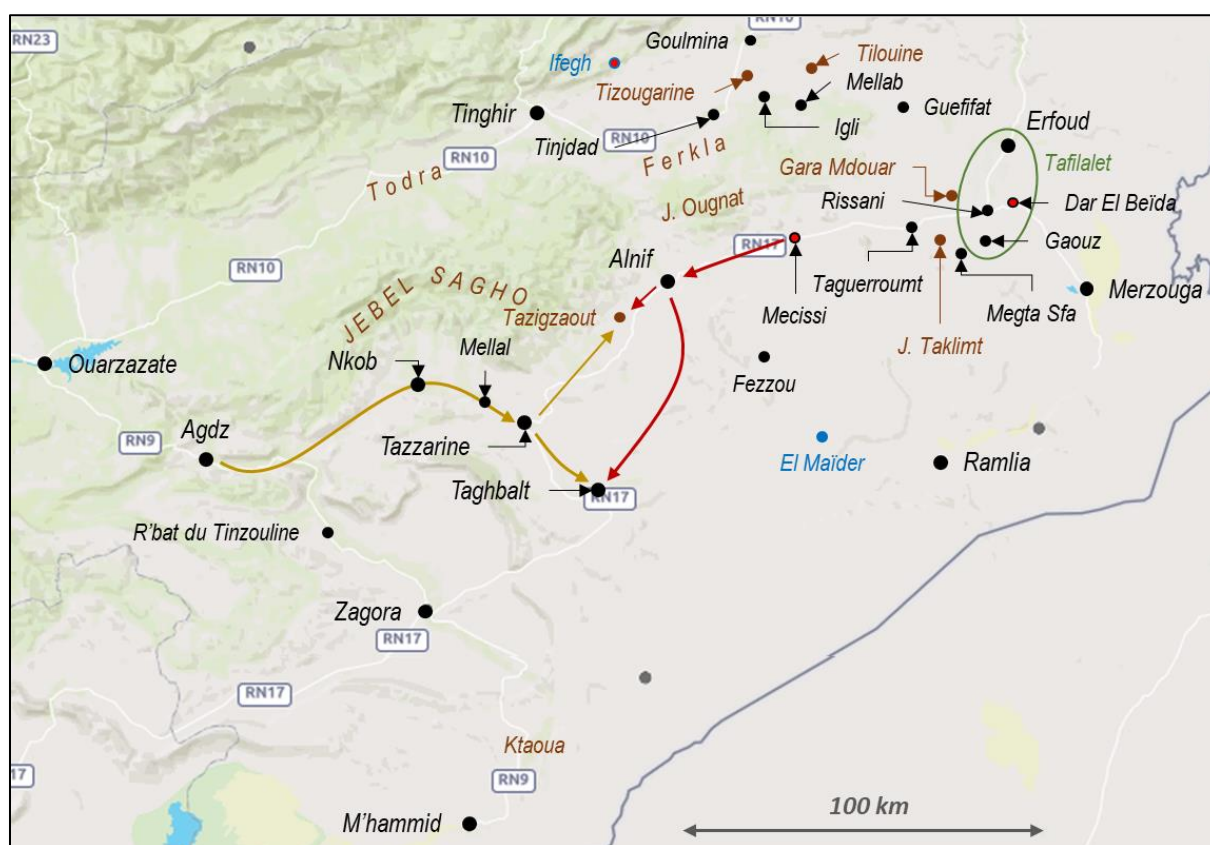 RN23
RN10
Goulmina
Ifegh
Tilouine
Tizougarine
Mellab
Tinghir
Igli
Guefifat
Erfoud
RN10
Tinjdad
Ferkla
RN10
Gara Mdouar
Tafilalet
Todra
J. Ougnat
Rissani
Dar El Beïda
RN17
Gaouz
RN10
Alnif
JEBEL SAGHO
Taguerroumt
Mecissi
Megta Sfa
Merzouga
Tazigzaout
Mellal
J. Taklimt
Nkob
Ouarzazate
Fezzou
RN9
Agdz
Tazzarine
El Maïder
Ramlia
Taghbalt
RN17
R'bat du Tinzouline
Zagora
RN17
RN17
Ktaoua
17
RN9
M'hammid
100 km